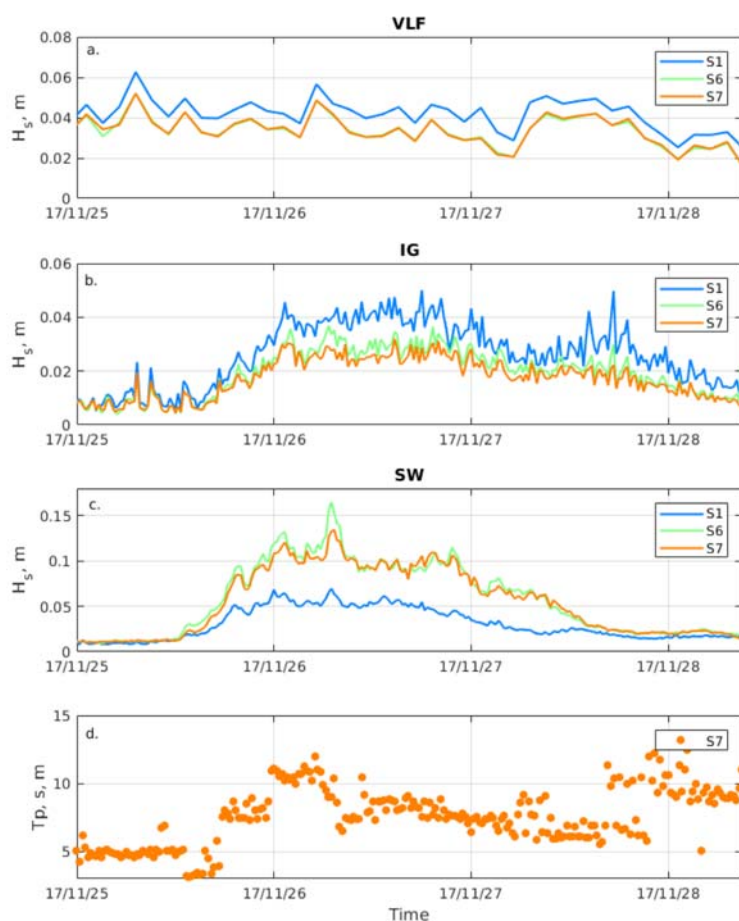 VLF
a.
0.08
0.06
0.04
0.02
0
H_s, m
S1
S6
S7
17/11/25 17/11/26 17/11/27 17/11/28
IG
b.
0.06
0.04
0.02
0
H_s, m
S1
S6
S7
17/11/25 17/11/26 17/11/27 17/11/28
SW
c.
0.15
0.1
0.05
0
H_s, m
S1
S6
S7
17/11/25 17/11/26 17/11/27 17/11/28
d.
15
10
5
Tp, s, m
S7
17/11/25 17/11/26 17/11/27 17/11/28
Time